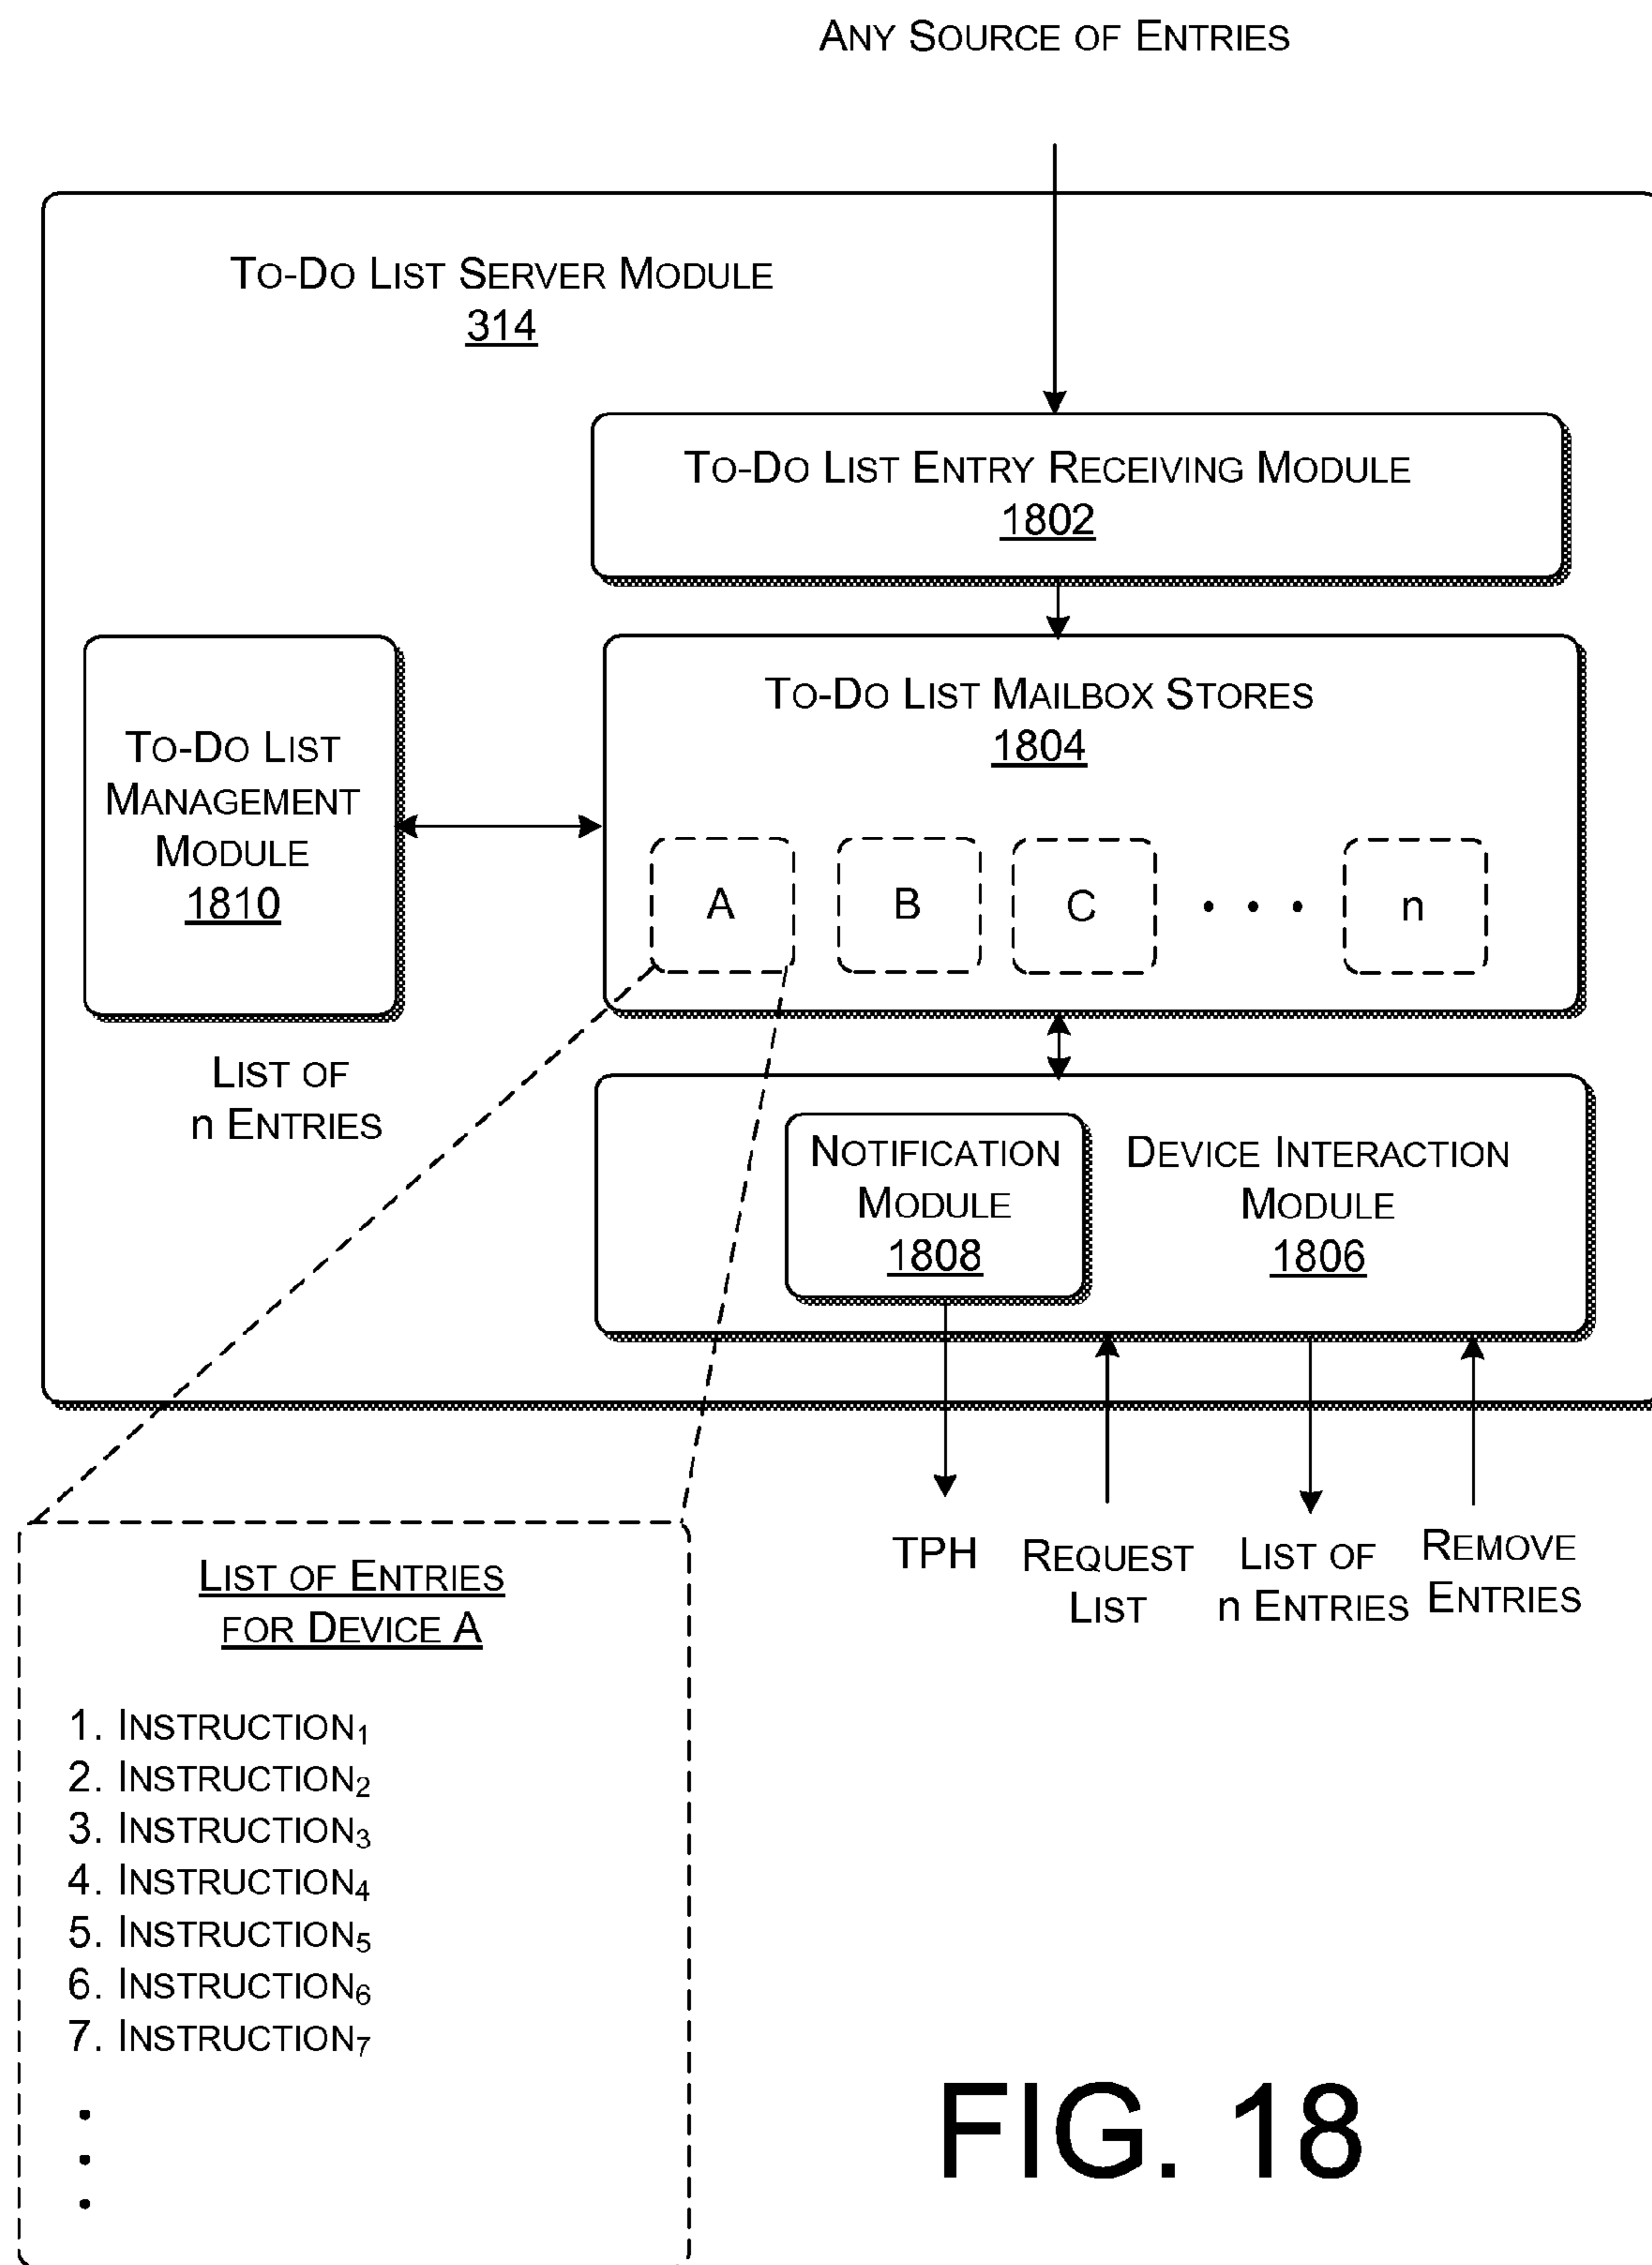 ANY SOURCE OF ENTRIES
TO-DO LIST SERVER MODULE
314
TO-DO LIST ENTRY RECEIVING MODULE
1802
TO-DO LIST MAILBOX STORES
1804
A B C • • • n
TO-DO LIST
MANAGEMENT
MODULE
1810
LIST OF
n ENTRIES
NOTIFICATION
MODULE
1808
DEVICE INTERACTION
MODULE
1806
TPH
REQUEST
LIST
LIST OF
n ENTRIES
REMOVE
ENTRIES
LIST OF ENTRIES
FOR DEVICE A
1. INSTRUCTION₁
2. INSTRUCTION₂
3. INSTRUCTION₃
4. INSTRUCTION₄
5. INSTRUCTION₅
6. INSTRUCTION₆
7. INSTRUCTION₇
•
•
•
FIG. 18